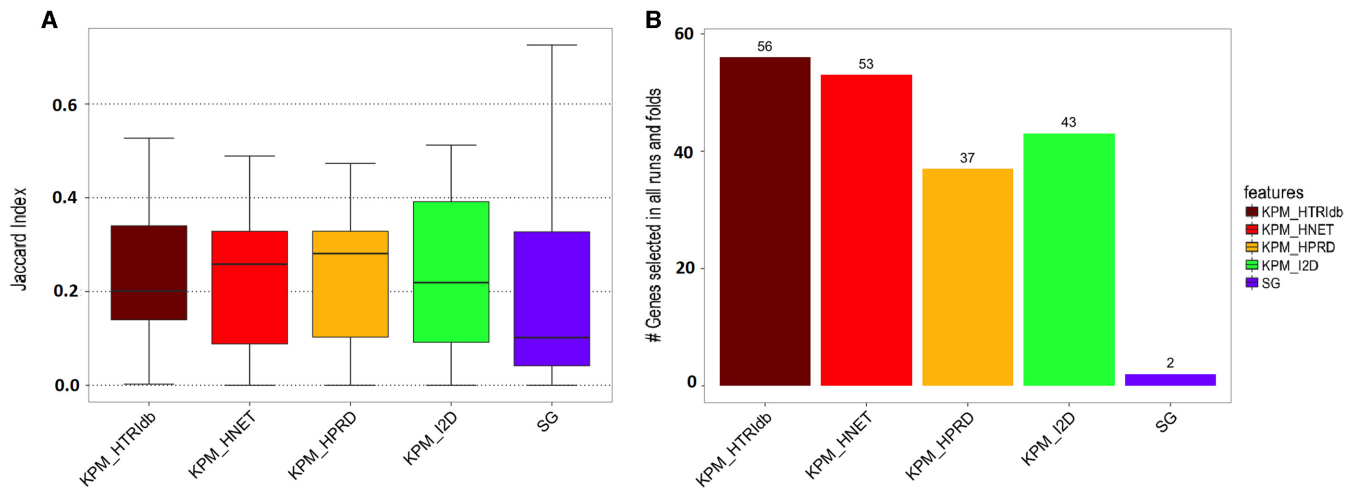 A
Jaccard Index
0.6
0.4
0.2
0.0
KPM_HTRIdb
KPM_HNET
KPM_HPRD
KPM_I2D
SG
B
# Genes selected in all runs and folds
60
40
20
0
56
53
37
43
2
KPM_HTRIdb
KPM_HNET
KPM_HPRD
KPM_I2D
SG
features
KPM_HTRIdb
KPM_HNET
KPM_HPRD
KPM_I2D
SG